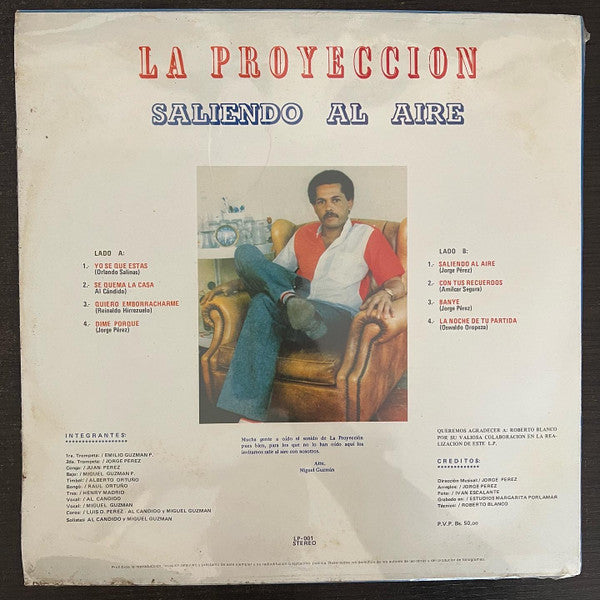 LA PROYECCION
SALIENDO AL AIRE
LADO A:
1.- YO SE QUE ESTAS
(Orlando Salinas)
2.- SE QUEMA LA CASA
Al Cándido
3.- QUIERO EMBORRACHARME
(Reinaldo Hirrezuelo)
4.- DIME PORQUE
(Jorge Pérez)
LADO B:
1.- SALIENDO AL AIRE
(Jorge Pérez)
2.- CON TUS RECUERDOS
(Amilcar Segura)
3.- BANYE
(Jorge Pérez)
4.- LA NOCHE DE TU PARTIDA
(Oswaldo Oropeza)
Mucha gente a oído el sonido de La Proyección
pues bien, para los que no lo han oído aquí los
invitamos sale al aire con nosotros.
Atte.
Miguel Guzmán
INTEGRANTES:
1ra. Trompeta: / EMILIO GUZMAN P.
2da. Trompeta: / JORGE PEREZ
Conga: / JUAN PEREZ
Bajo: / MIGUEL GUZMAN P.
Timbal: / ALBERTO ORTUÑO
Bongó: / RAUL ORTUÑO
Tres: / HENRY MADRID
Vocal: / AL CANDIDO
Vocal: / MIGUEL GUZMAN
Coros: / LUIS D. PEREZ - AL CANDIDO y MIGUEL GUZMAN
Solistas: AL CANDIDO y MIGUEL GUZMAN
QUEREMOS AGRADECER A: ROBERTO BLANCO
POR SU VALIOSA COLABORACION EN LA REA-
LIZACION DE ESTE L.P.
CREDITOS:
Dirección Musical: / JORGE PEREZ
Arreglos: / JORGE PEREZ
Foto: / IVAN ESCALANTE
Grabado en: / ESTUDIOS MARGARITA PORLAMAR
Técnico: / ROBERTO BLANCO
P.V.P. Bs. 50,00
LP-001
STEREO